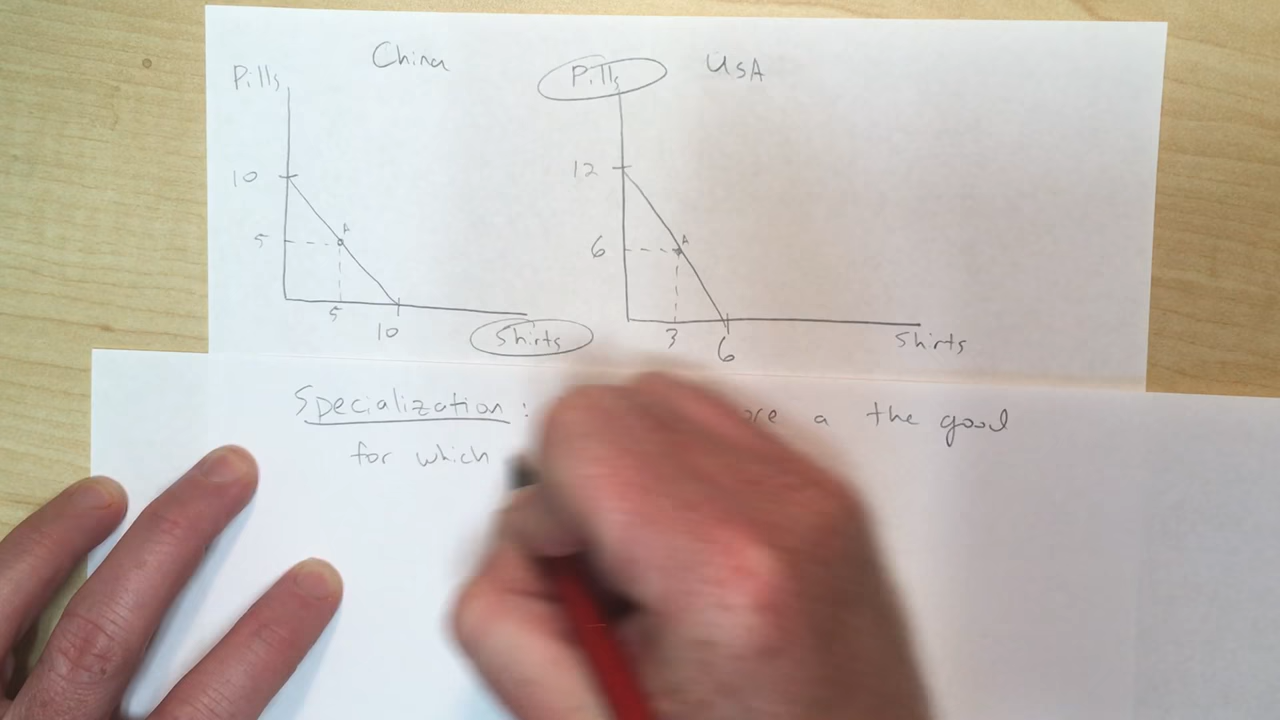 China
Pills
10
5
A
5
10
Shirts
USA
Pills
12
6
A
3
6
Shirts
Specialization: a the good
for which